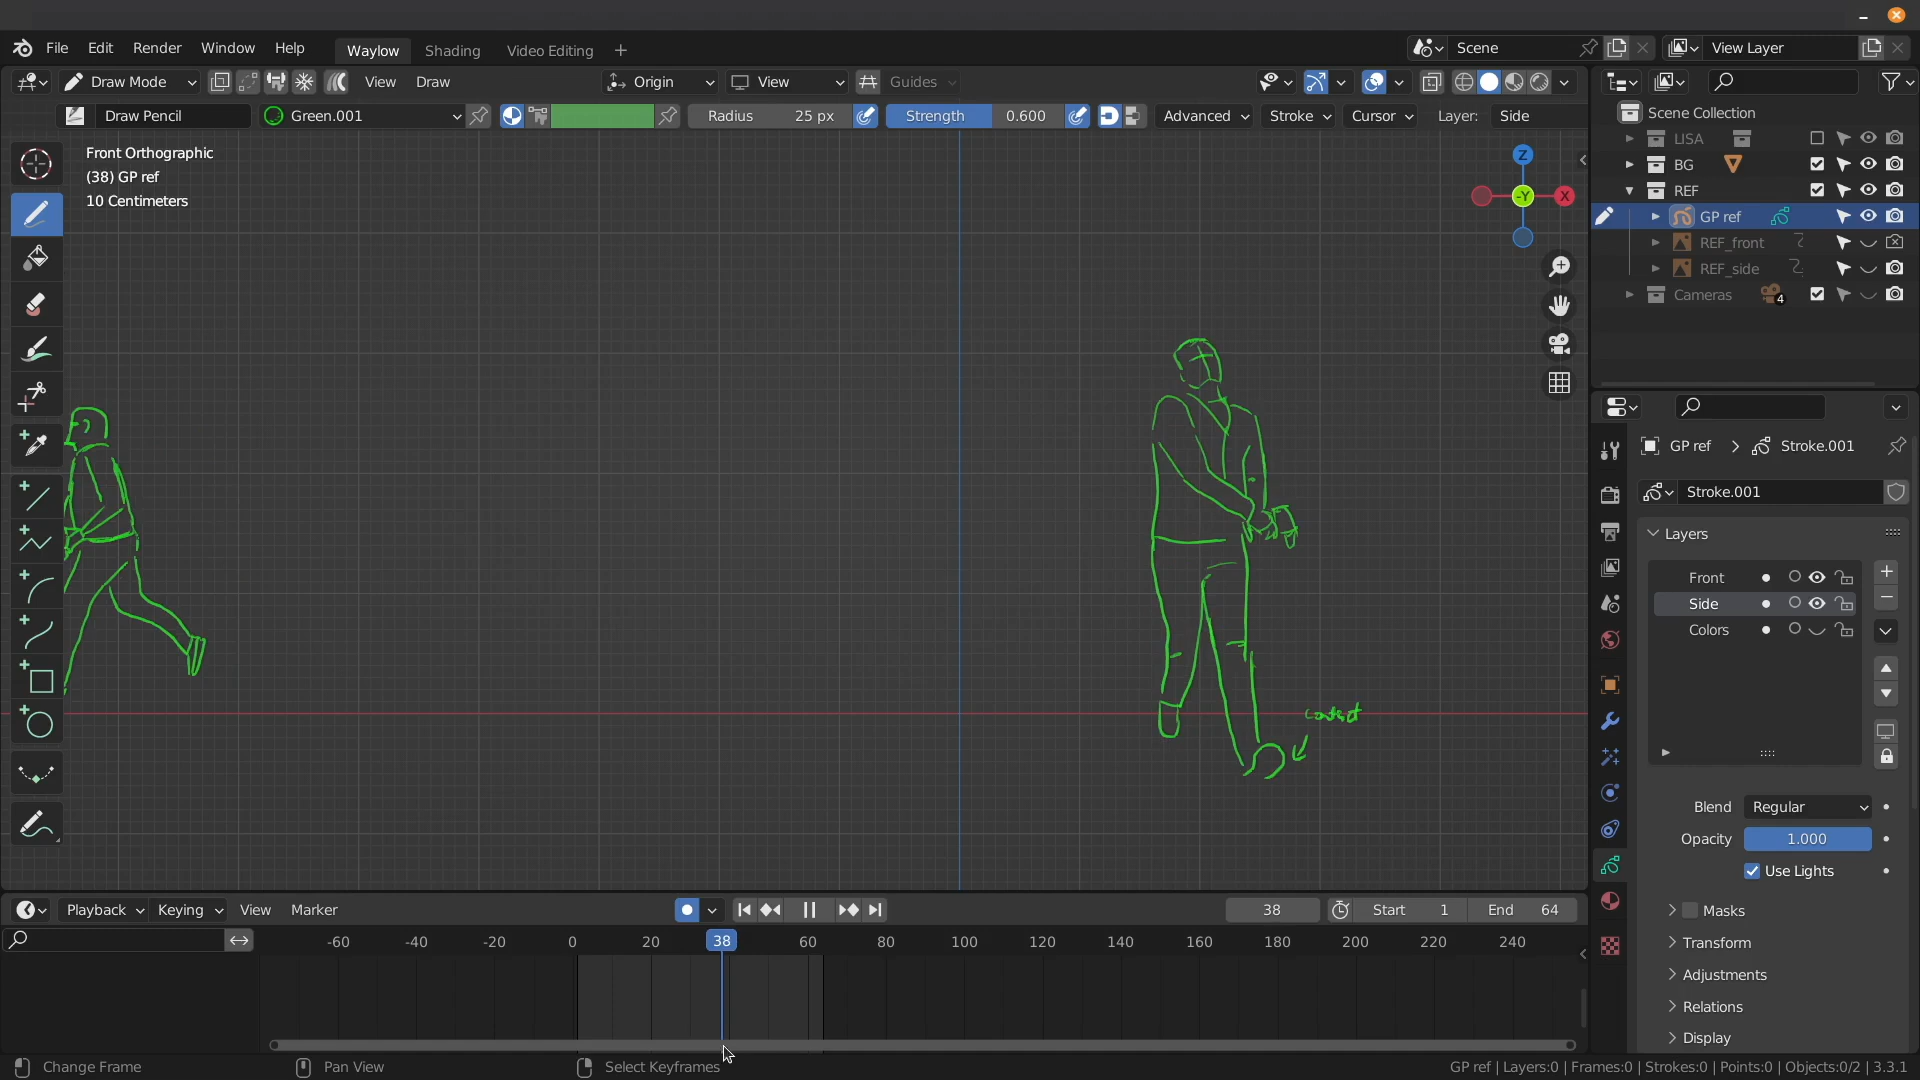 File Edit Render Window Help Waylow Shading Video Editing + Scene View Layer
Draw Mode View Draw Origin View Guides
Draw Pencil Green.001 Radius 25 px Strength 0.600 Advanced Stroke Cursor Layer: Side
Front Orthographic
(38) GP ref
10 Centimeters
Z
-Y X
contact
Scene Collection
LISA
BG
REF
GP ref
REF_front
REF_side
Cameras 4
GP ref > Stroke.001
Stroke.001
Layers
Front
Side
Colors
Blend Regular
Opacity 1.000
Use Lights
Masks
Transform
Adjustments
Relations
Display
Playback Keying View Marker 38 Start 1 End 64
-60 -40 -20 0 20 38 60 80 100 120 140 160 180 200 220 240
Change Frame Pan View Select Keyframes GP ref | Layers:0 | Frames:0 | Strokes:0 | Points:0 | Objects:0/2 | 3.3.1